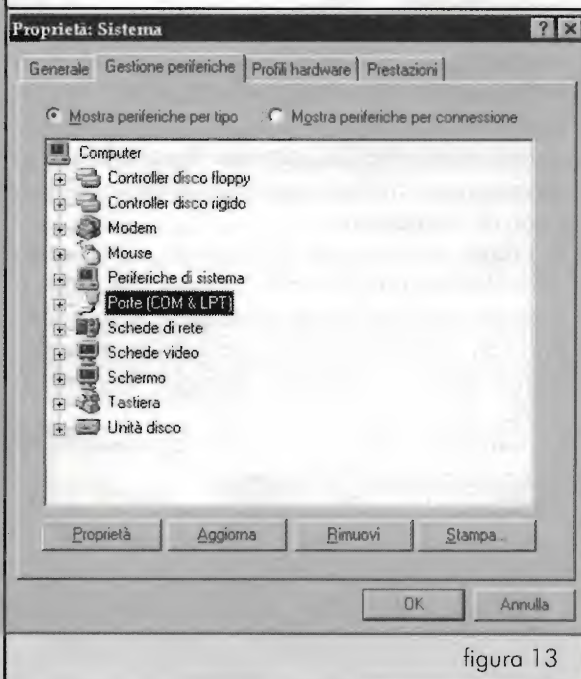 Proprietà: Sistema
Generale Gestione periferiche Profili hardware Prestazioni
Mostra periferiche per tipo Mostra periferiche per connessione
Computer
Controller disco floppy
Controller disco rigido
Modem
Mouse
Periferiche di sistema
Porte (COM & LPT)
Schede di rete
Schede video
Schermo
Tastiera
Unità disco
Proprietà Aggiorna Rimuovi Stampa...
OK Annulla
figura 13